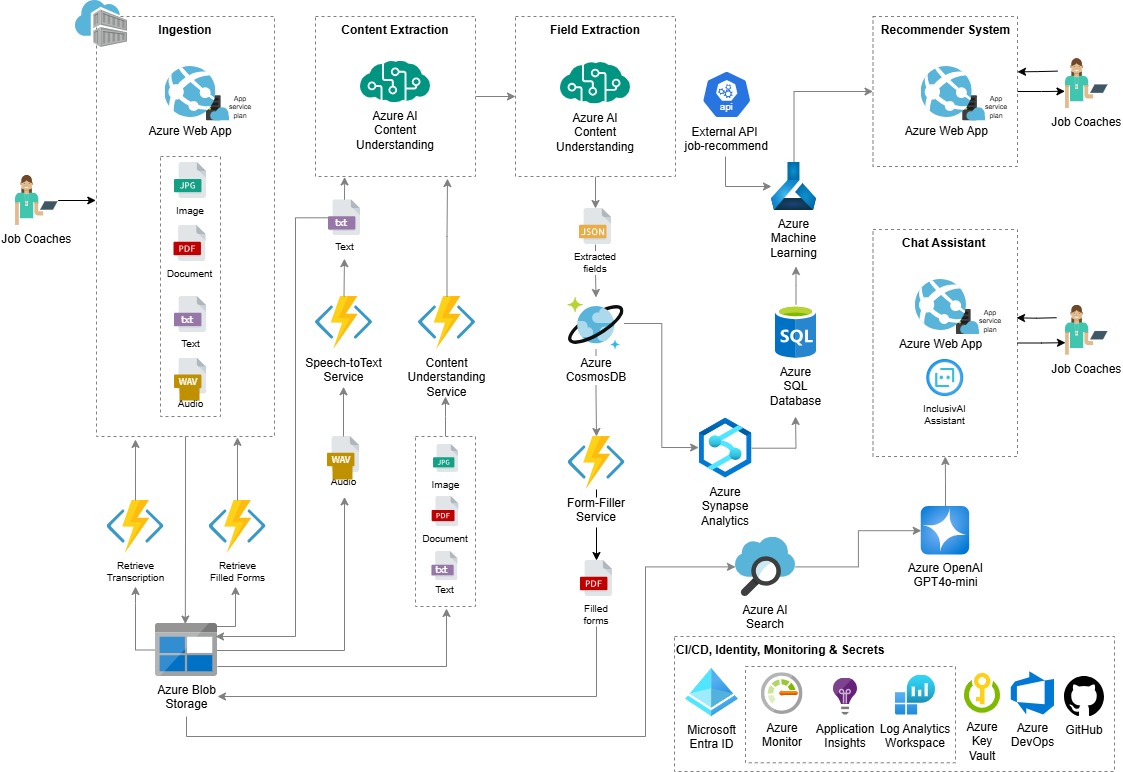 Ingestion
App
service
plan
Azure Web App
JPG
Image
PDF
Document
txt
Text
WAV
Audio
Job Coaches
Retrieve
Transcription
Retrieve
Filled Forms
Azure Blob
Storage
Content Extraction
Azure AI
Content
Understanding
txt
Text
Speech-toText
Service
WAV
Audio
Content
Understanding
Service
JPG
Image
PDF
Document
txt
Text
Field Extraction
Azure AI
Content
Understanding
JSON
Extracted
fields
Azure
CosmosDB
Form-Filler
Service
PDF
Filled
forms
api
External API
job-recommend
Azure
Machine
Learning
SQL
Azure
SQL
Database
Azure
Synapse
Analytics
Azure AI
Search
Recommender System
App
service
plan
Azure Web App
Job Coaches
Chat Assistant
App
service
plan
Azure Web App
InclusivAI
Assistant
Job Coaches
Azure OpenAI
GPT4o-mini
CI/CD, Identity, Monitoring & Secrets
Microsoft
Entra ID
Azure
Monitor
Application
Insights
Log Analytics
Workspace
Azure
Key
Vault
Azure
DevOps
GitHub